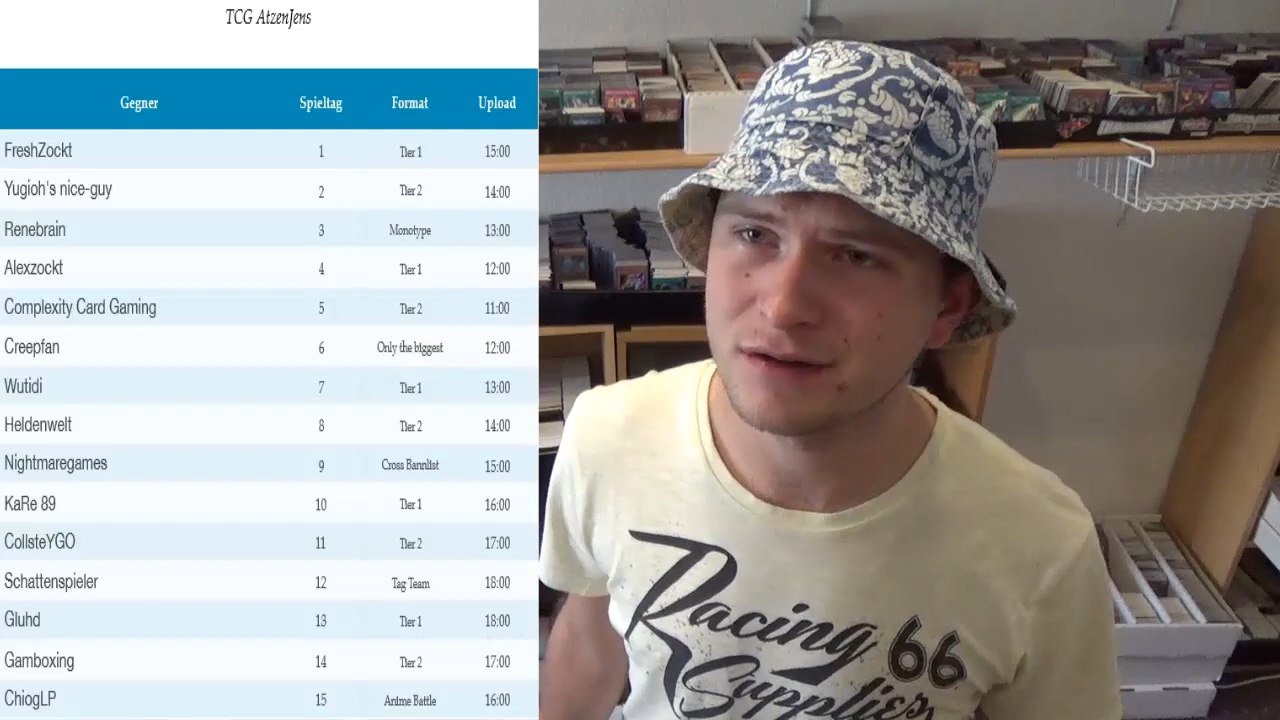 TCG AtzenJens
Gegner Spieltag Format Upload
FreshZockt 1 Tier 1 15:00
Yugioh's nice-guy 2 Tier 2 14:00
Renebrain 3 Monotype 13:00
Alexzockt 4 Tier 1 12:00
Complexity Card Gaming 5 Tier 2 11:00
Creepfan 6 Only the biggest 12:00
Wutidi 7 Tier 1 13:00
Heldenwelt 8 Tier 2 14:00
Nightmaregames 9 Cross Bannlist 15:00
KaRe 89 10 Tier 1 16:00
CollsteYGO 11 Tier 2 17:00
Schattenspieler 12 Tag Team 18:00
Gluhd 13 Tier 1 18:00
Gamboxing 14 Tier 2 17:00
ChiogLP 15 Anime Battle 16:00
Racing 66
Supplies